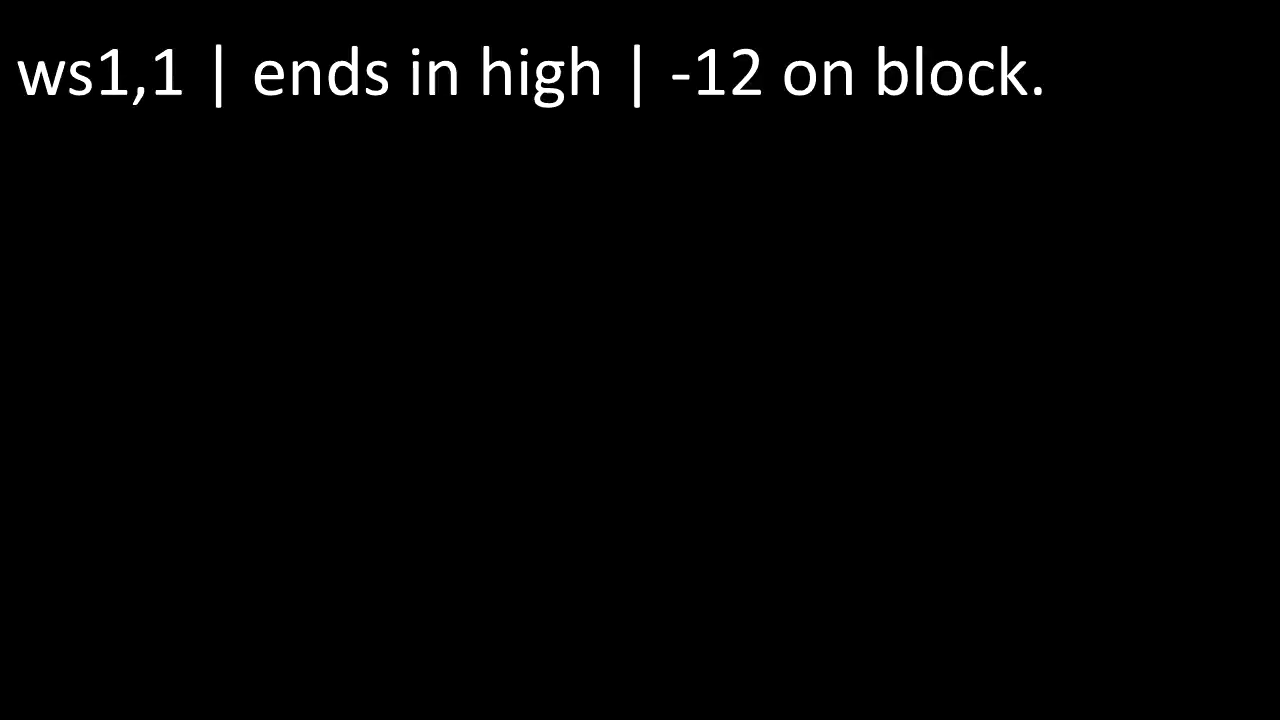 ws1,1 | ends in high | -12 on block.